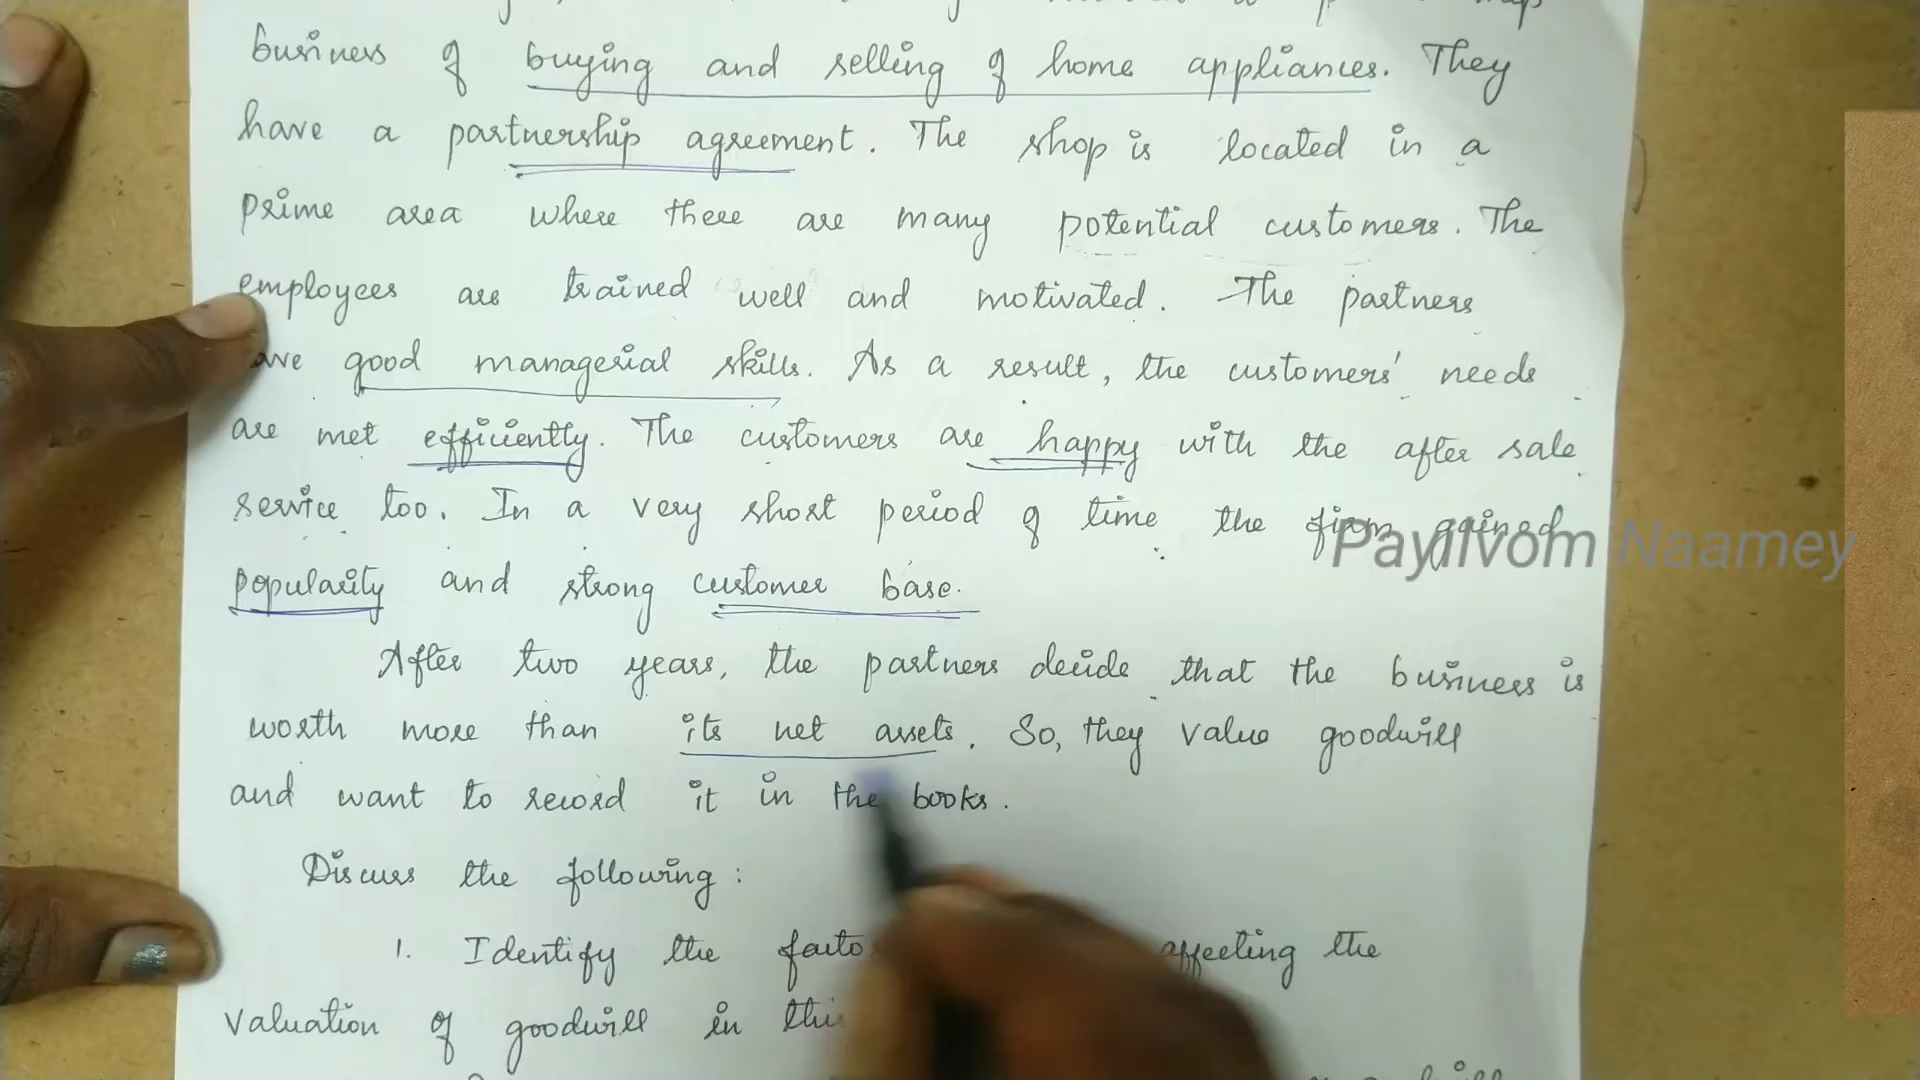 business of buying and selling of home appliances. They
have a partnership agreement. The shop is located in a
prime area where there are many potential customers. The
employees are trained well and motivated. The partners
good managerial skills. As a result, the customers' needs
are met efficiently. The customers are happy with the after sale
service too. In a very short period of time the firm gained
Payilvom Naamey
popularity and strong customer base.
After two years, the partners decide that the business is
worth more than its net assets. So, they value goodwill
and want to record it in the books.
Discuss the following:
1. Identify the affecting the
valuation of goodwill in